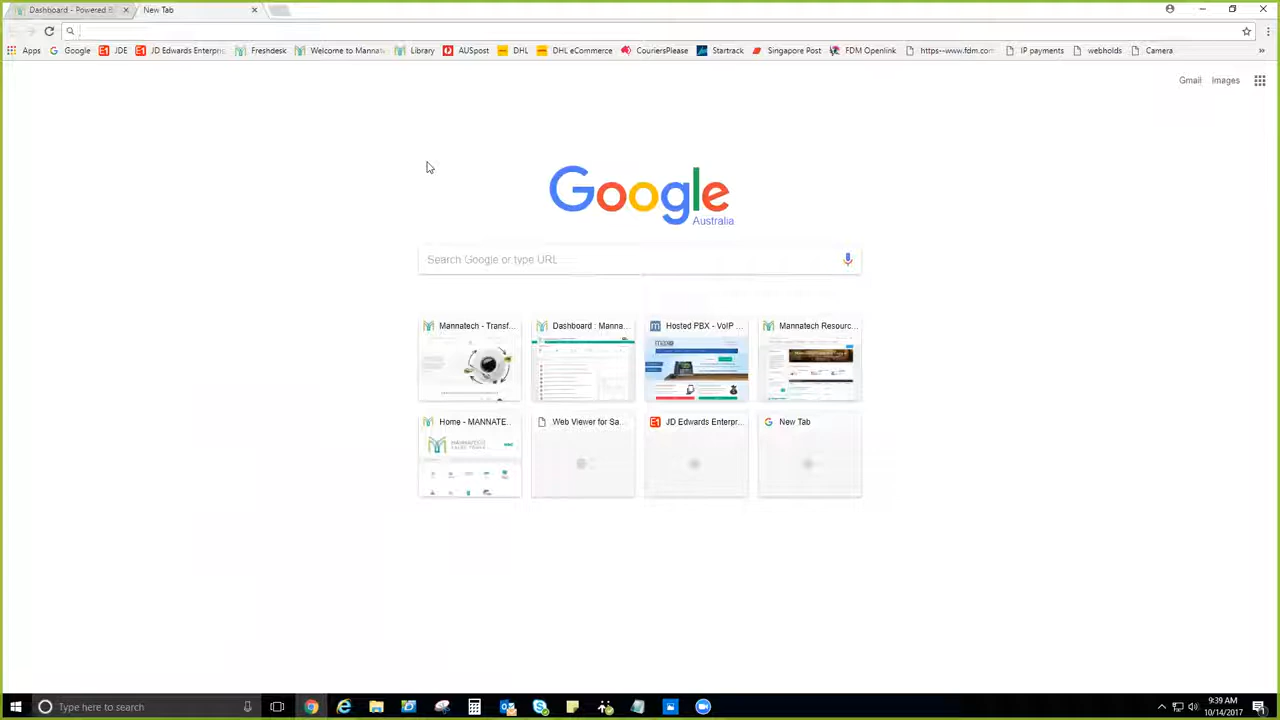 Dashboard - Powered B
New Tab
Apps
Google
JDE
JD Edwards Enterpris
Freshdesk
Welcome to Mannat
Library
AUSpost
DHL
DHL eCommerce
CouriersPlease
Startrack
Singapore Post
FDM Openlink
https--www.fdm.com
IP payments
webholds
Camera
»
Gmail
Images
Google
Australia
Search Google or type URL
Mannatech - Transf...
Dashboard : Manna...
Hosted PBX - VoIP ...
Mannatech Resourc...
Home - MANNATE...
Web Viewer for Sa...
JD Edwards Enterpr...
New Tab
Type here to search
9:39 AM
10/14/2017